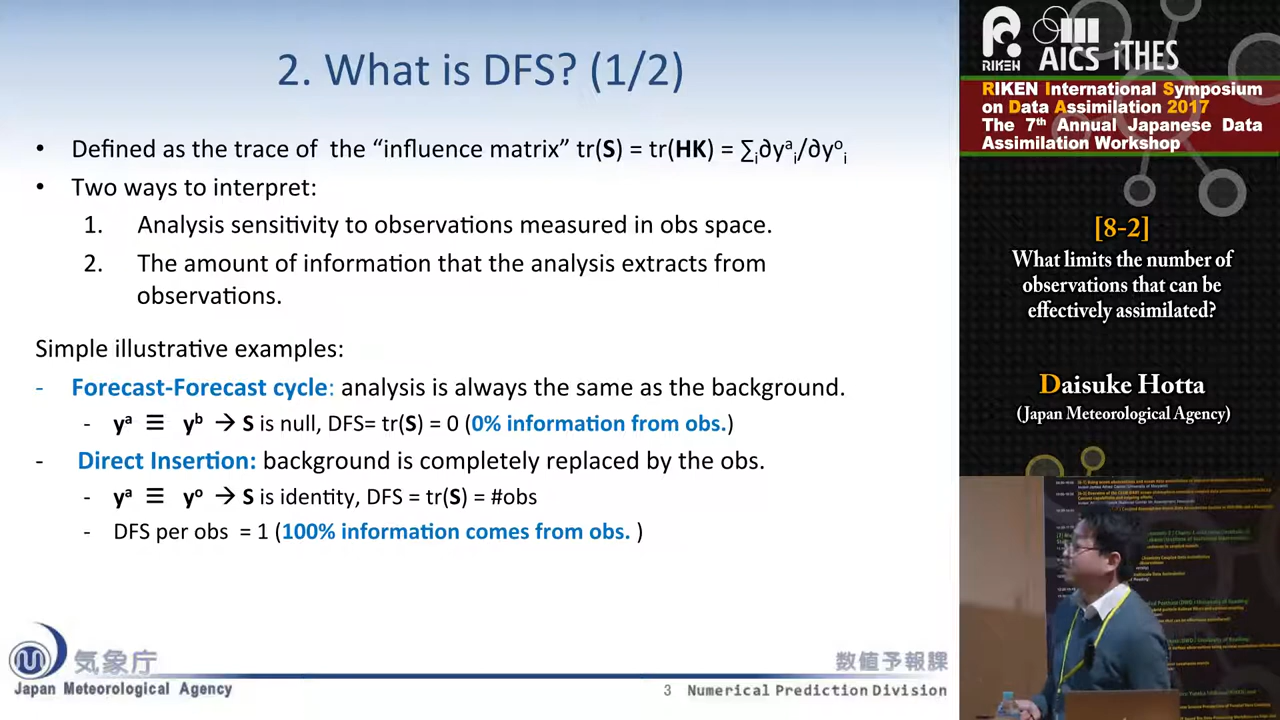 2. What is DFS? (1/2)
• Defined as the trace of the “influence matrix” tr(S) = tr(HK) = ∑ᵢ∂yᵃᵢ/∂yᵒᵢ
• Two ways to interpret:
1. Analysis sensitivity to observations measured in obs space.
2. The amount of information that the analysis extracts from
observations.
Simple illustrative examples:
- Forecast-Forecast cycle: analysis is always the same as the background.
- yᵃ ≡ yᵇ → S is null, DFS= tr(S) = 0 (0% information from obs.)
- Direct Insertion: background is completely replaced by the obs.
- yᵃ ≡ yᵒ → S is identity, DFS = tr(S) = #obs
- DFS per obs = 1 (100% information comes from obs. )
気象庁
Japan Meteorological Agency
数値予報課
3 Numerical Prediction Division
RIKEN AICS iTHES
RIKEN International Symposium
on Data Assimilation 2017
The 7th Annual Japanese Data
Assimilation Workshop
[8-2]
What limits the number of
observations that can be
effectively assimilated?
Daisuke Hotta
(Japan Meteorological Agency)